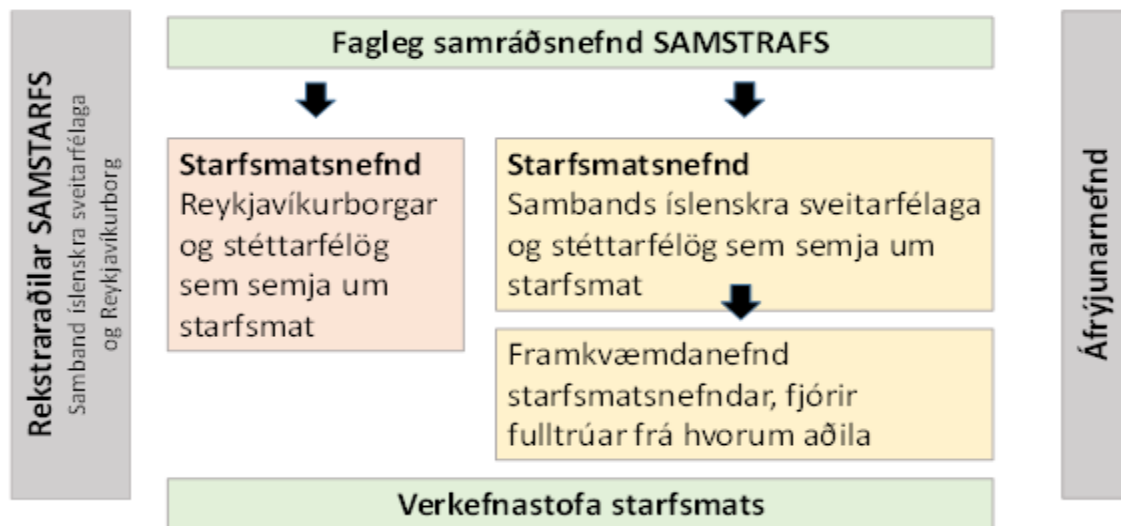 Rekstraraðilar SAMSTARFS
Samband íslenskra sveitarfélaga
og Reykjavíkurborg
Fagleg samráðsnefnd SAMSTRAFS
Starfsmatsnefnd
Reykjavíkurborgar
og stéttarfélög
sem semja um
starfsmat
Starfsmatsnefnd
Sambands íslenskra sveitarfélaga
og stéttarfélög sem semja um
starfsmat
Framkvæmdanefnd
starfsmatsnefndar, fjórir
fulltrúar frá hvorum aðila
Verkefnastofa starfsmats
Áfrýjunarnefnd